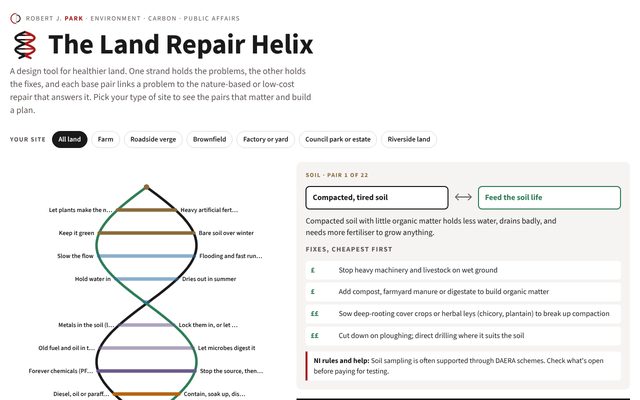 ROBERT J. PARK · ENVIRONMENT · CARBON · PUBLIC AFFAIRS
The Land Repair Helix
A design tool for healthier land. One strand holds the problems, the other holds
the fixes, and each base pair links a problem to the nature-based or low-cost
repair that answers it. Pick your type of site to see the pairs that matter and build
a plan.
YOUR SITE All land Farm Roadside verge Brownfield Factory or yard Council park or estate Riverside land
Let plants make the n... Heavy artificial fert...
Keep it green Bare soil over winter
Slow the flow Flooding and fast run...
Hold water in Dries out in summer
Metals in the soil (l... Lock them in, or let ...
Old fuel and oil in t... Let microbes digest it
Forever chemicals (PF... Stop the source, then...
Diesel, oil or paraff... Contain, soak up, dis...
SOIL · PAIR 1 OF 22
Compacted, tired soil ↔ Feed the soil life
Compacted soil with little organic matter holds less water, drains badly, and
needs more fertiliser to grow anything.
FIXES, CHEAPEST FIRST
£ Stop heavy machinery and livestock on wet ground
£ Add compost, farmyard manure or digestate to build organic matter
££ Sow deep-rooting cover crops or herbal leys (chicory, plantain) to break up compaction
££ Cut down on ploughing; direct drilling where it suits the soil
NI rules and help: Soil sampling is often supported through DAERA schemes. Check what's open
before paying for testing.